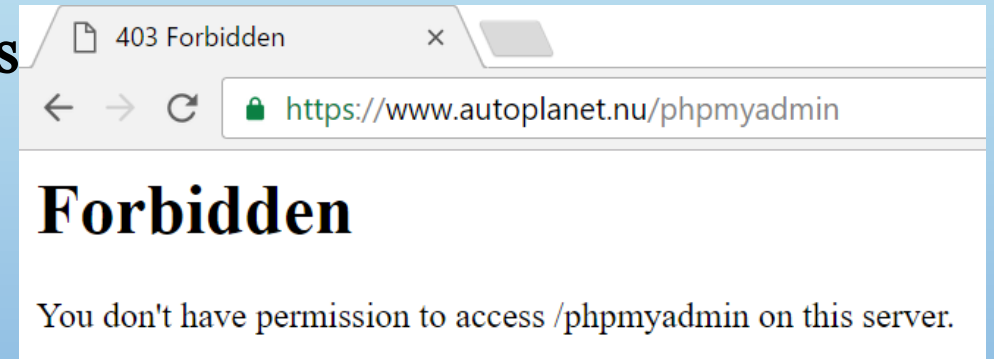 403 Forbidden
s
https://www.autoplanet.nu/phpmyadmin
Forbidden
You don't have permission to access /phpmyadmin on this server.